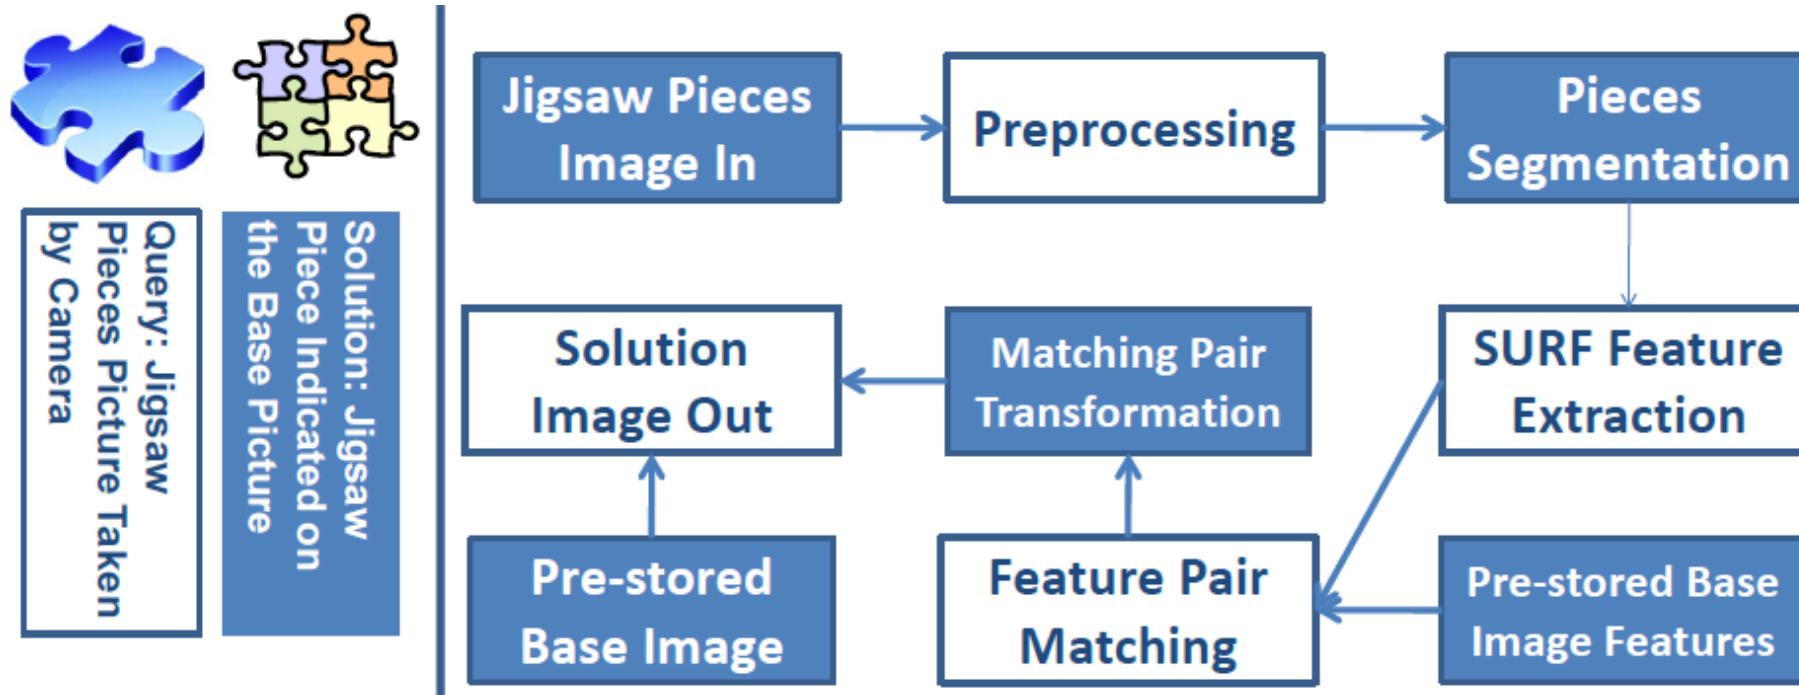 Query: Jigsaw
Pieces Picture Taken
by Camera
Solution: Jigsaw
Piece Indicated on
the Base Picture
Jigsaw Pieces
Image In
Preprocessing
Pieces
Segmentation
Solution
Image Out
Matching Pair
Transformation
SURF Feature
Extraction
Pre-stored
Base Image
Feature Pair
Matching
Pre-stored Base
Image Features